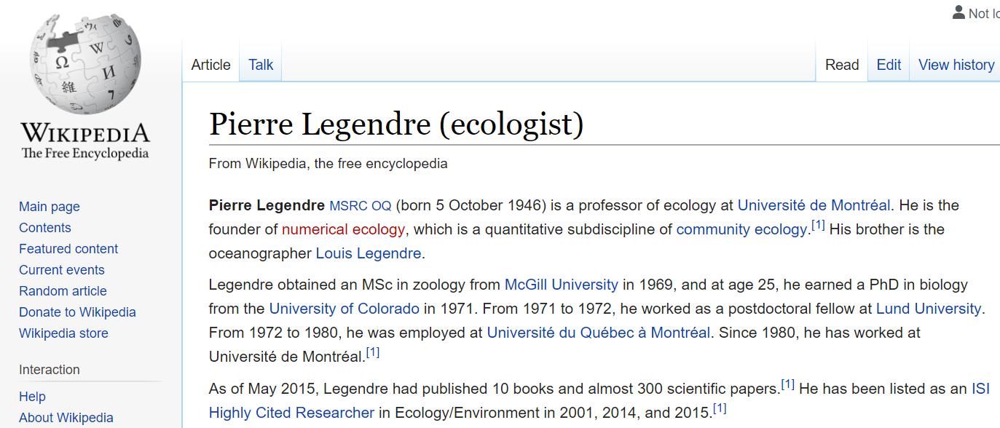 Not lo
Article
Talk
Read
Edit
View history
WIKIPEDIA
The Free Encyclopedia
Pierre Legendre (ecologist)
From Wikipedia, the free encyclopedia
Main page
Contents
Featured content
Current events
Random article
Donate to Wikipedia
Wikipedia store
Interaction
Help
About Wikipedia
Pierre Legendre MSRC OQ (born 5 October 1946) is a professor of ecology at Université de Montréal. He is the
founder of numerical ecology, which is a quantitative subdiscipline of community ecology.[1] His brother is the
oceanographer Louis Legendre.
Legendre obtained an MSc in zoology from McGill University in 1969, and at age 25, he earned a PhD in biology
from the University of Colorado in 1971. From 1971 to 1972, he worked as a postdoctoral fellow at Lund University.
From 1972 to 1980, he was employed at Université du Québec à Montréal. Since 1980, he has worked at
Université de Montréal.[1]
As of May 2015, Legendre had published 10 books and almost 300 scientific papers.[1] He has been listed as an ISI
Highly Cited Researcher in Ecology/Environment in 2001, 2014, and 2015.[1]